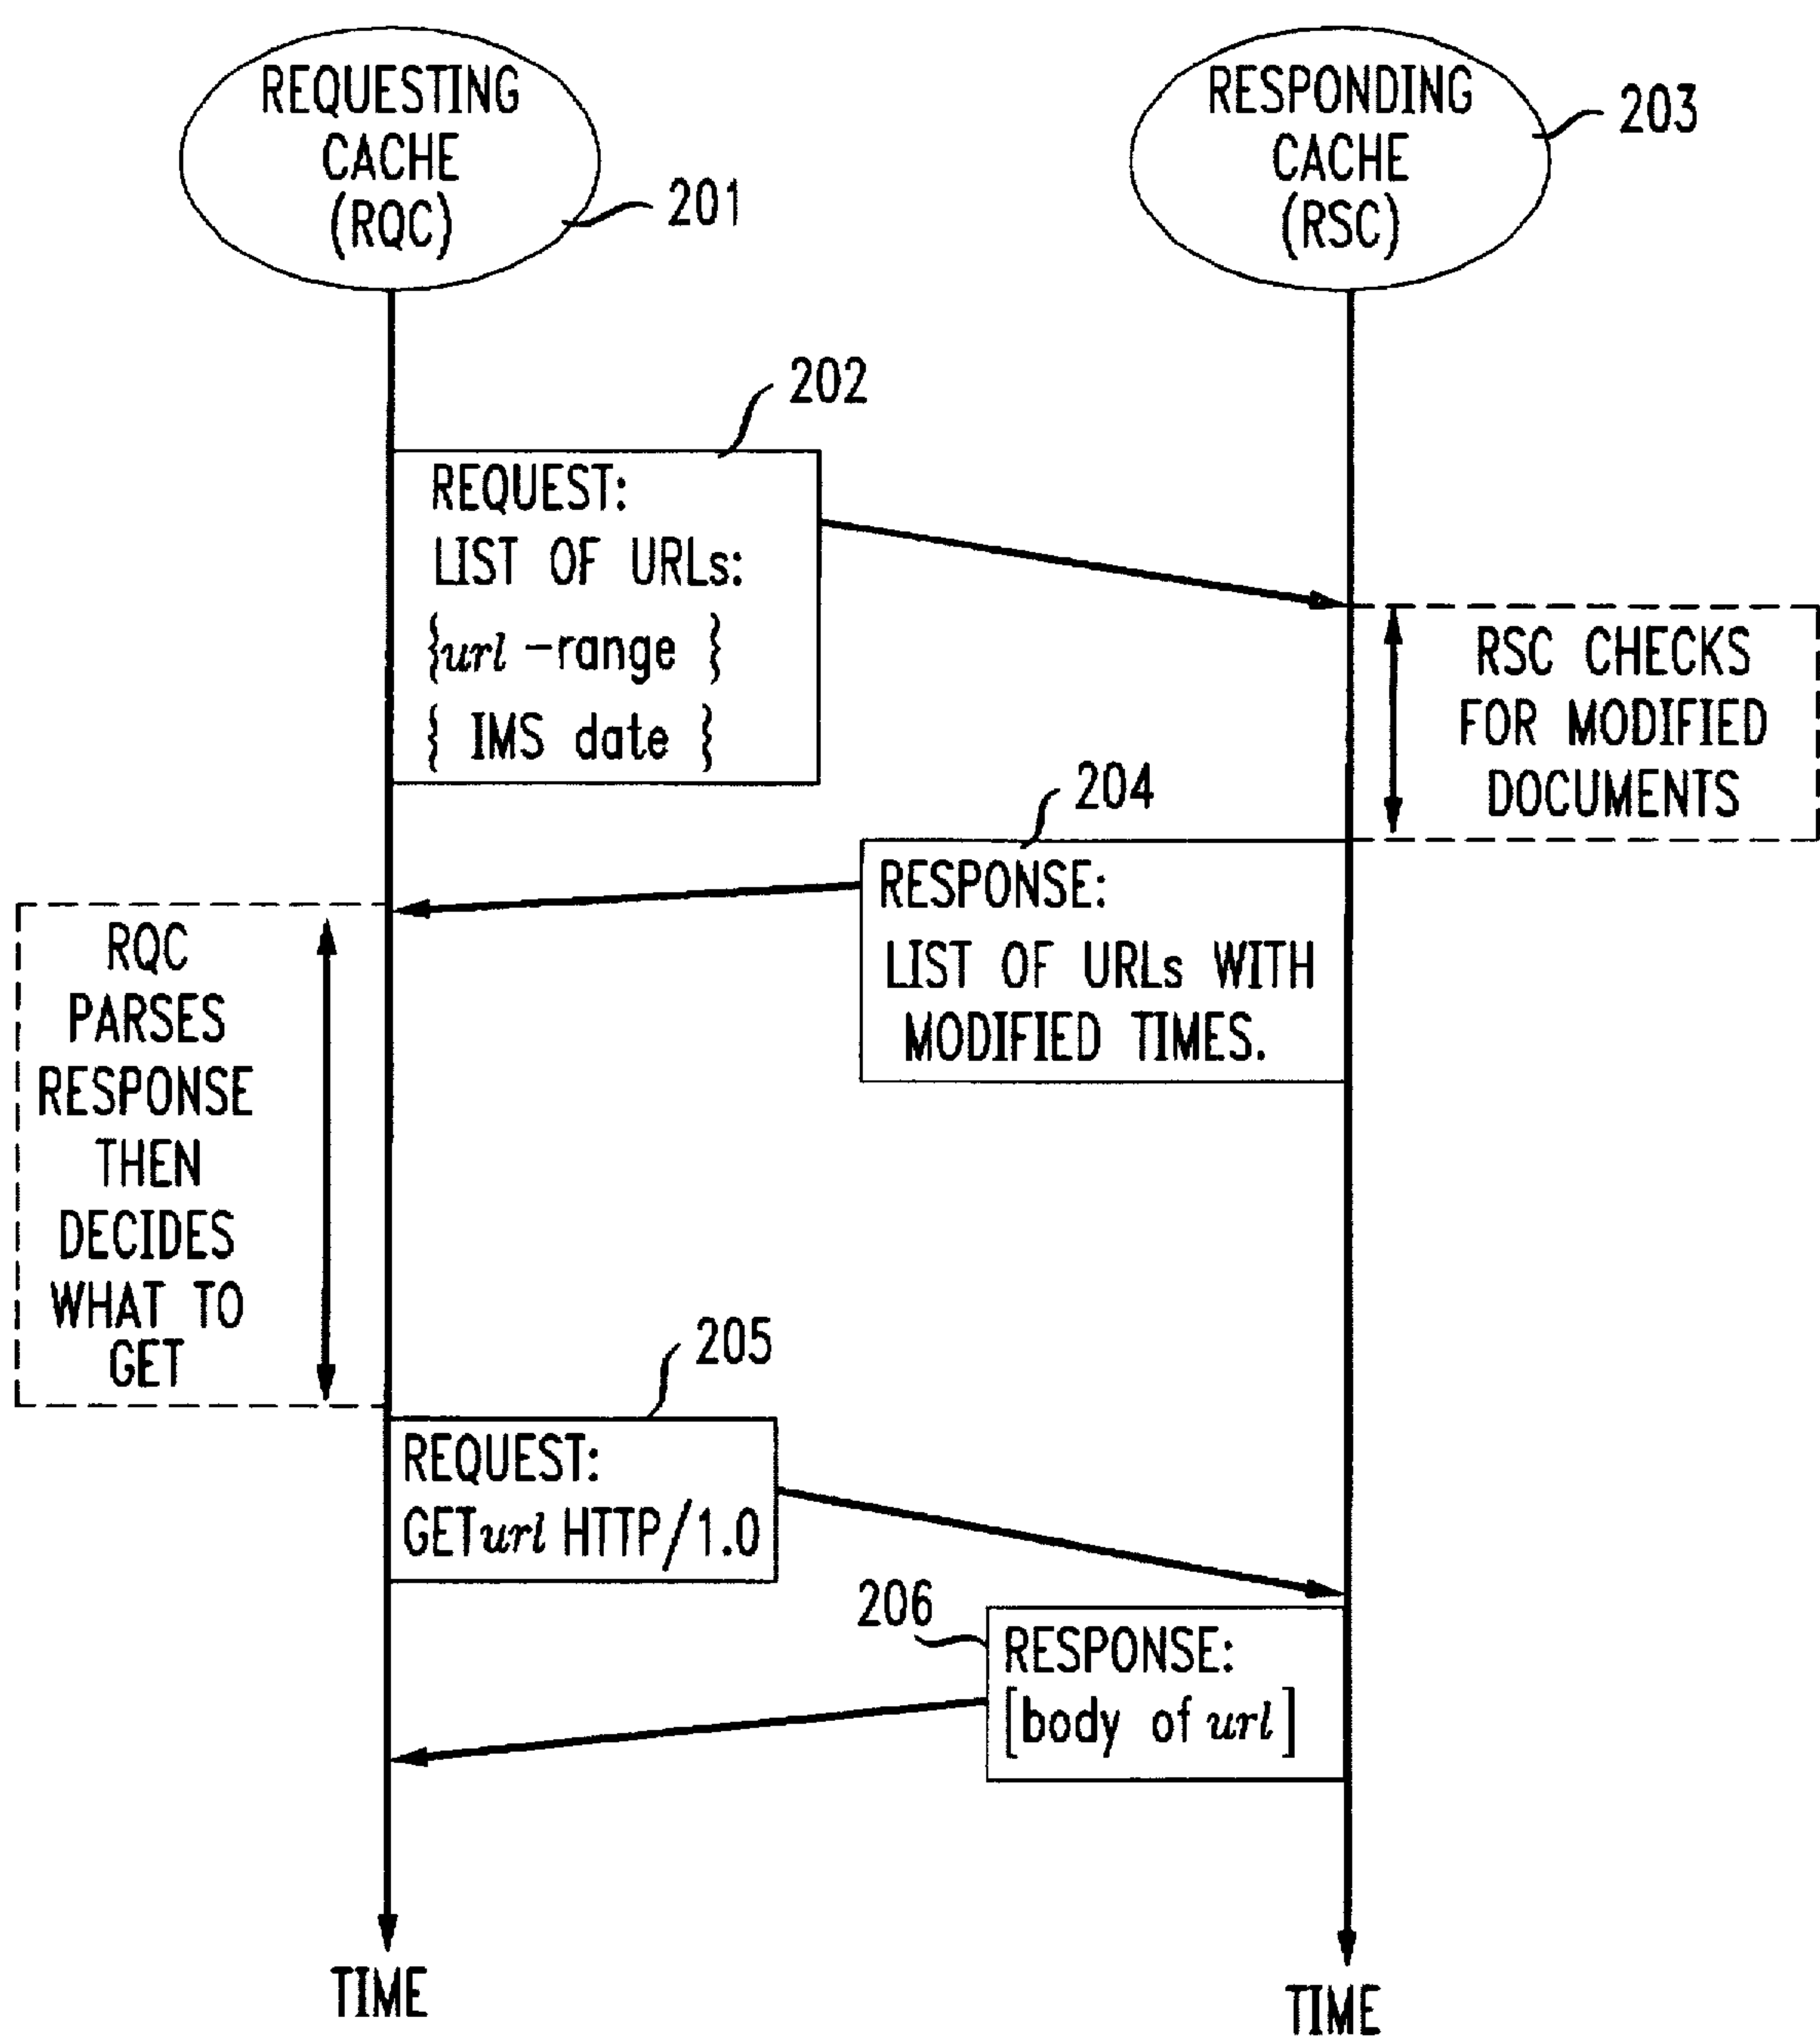 REQUESTING
CACHE
(RQC)
201
RESPONDING
CACHE
(RSC)
203
202
REQUEST:
LIST OF URLs:
{url -range }
{ IMS date }
RSC CHECKS
FOR MODIFIED
DOCUMENTS
204
RESPONSE:
LIST OF URLs WITH
MODIFIED TIMES.
RQC
PARSES
RESPONSE
THEN
DECIDES
WHAT TO
GET
205
REQUEST:
GET url HTTP/1.0
206
RESPONSE:
[body of url]
TIME
TIME